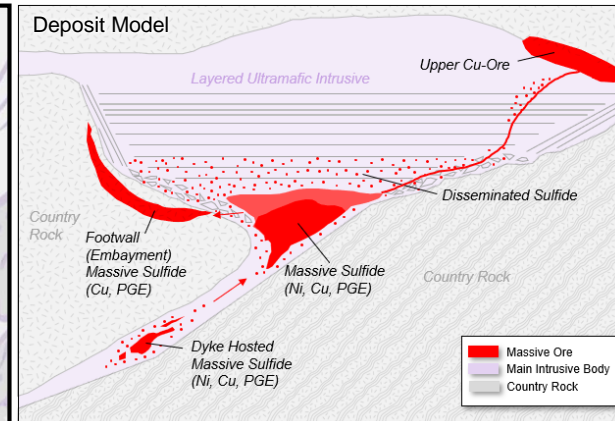 Deposit Model
Upper Cu-Ore
Layered Ultramafic Intrusive
Disseminated Sulfide
Country
Rock
Footwall
(Embayment)
Massive Sulfide
(Cu, PGE)
Massive Sulfide
(Ni, Cu, PGE)
Country Rock
Dyke Hosted
Massive Sulfide
(Ni, Cu, PGE)
Massive Ore
Main Intrusive Body
Country Rock